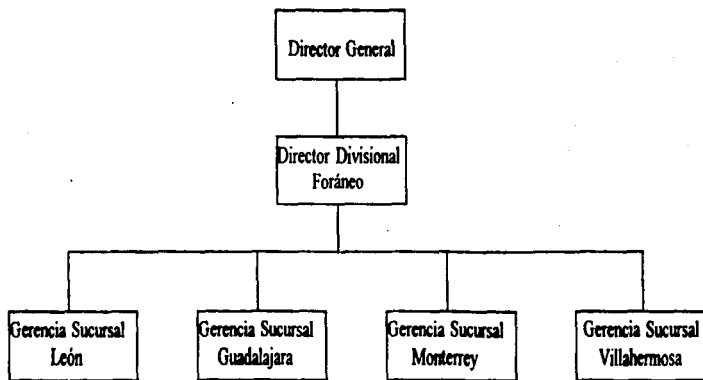 Director General
Director Divisional
Foráneo
Gerencia Sucursal
León
Gerencia Sucursal
Guadalajara
Gerencia Sucursal
Monterrey
Gerencia Sucursal
Villahermosa